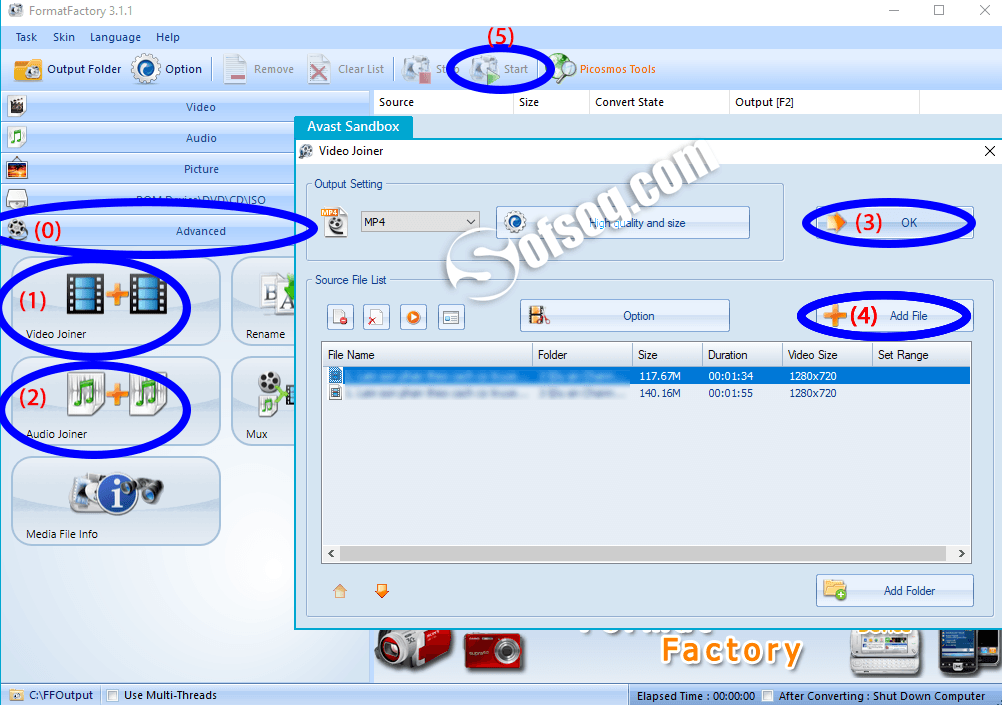 FormatFactory 3.1.1
Task Skin Language Help
(5)
Output Folder Option Remove Clear List Start Picosmos Tools
Video
Audio
Picture
ROM Device\DVD\CD\ISO
(0) Advanced
(1)
Video Joiner
Rename
(2)
Audio Joiner
Mux
Media File Info
Source Size Convert State Output [F2]
Avast Sandbox
Video Joiner
Output Setting
MP4
MP4
High quality and size
(3) OK
Sofsog.com
Source File List
Option
(4) Add File
File Name Folder Size Duration Video Size Set Range
117.67M 00:01:34 1280x720
140.16M 00:01:55 1280x720
Add Folder
Format
Factory
C:\FFOutput Use Multi-Threads Elapsed Time : 00:00:00 After Converting : Shut Down Computer